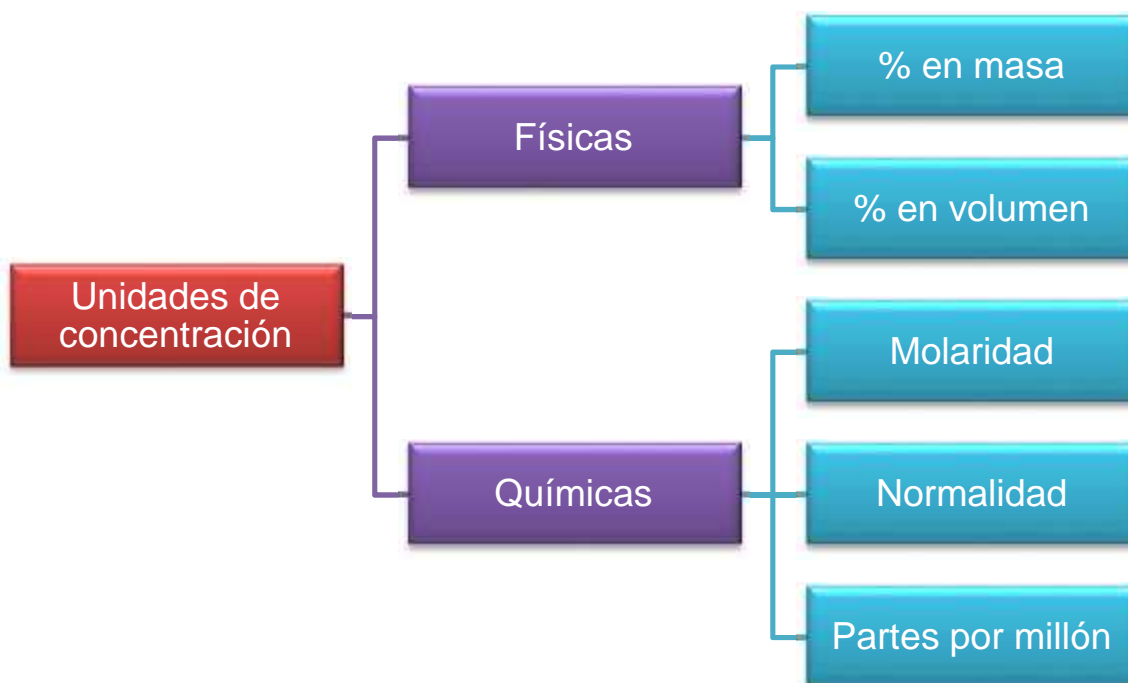 Unidades de
concentración
Físicas
% en masa
% en volumen
Químicas
Molaridad
Normalidad
Partes por millón